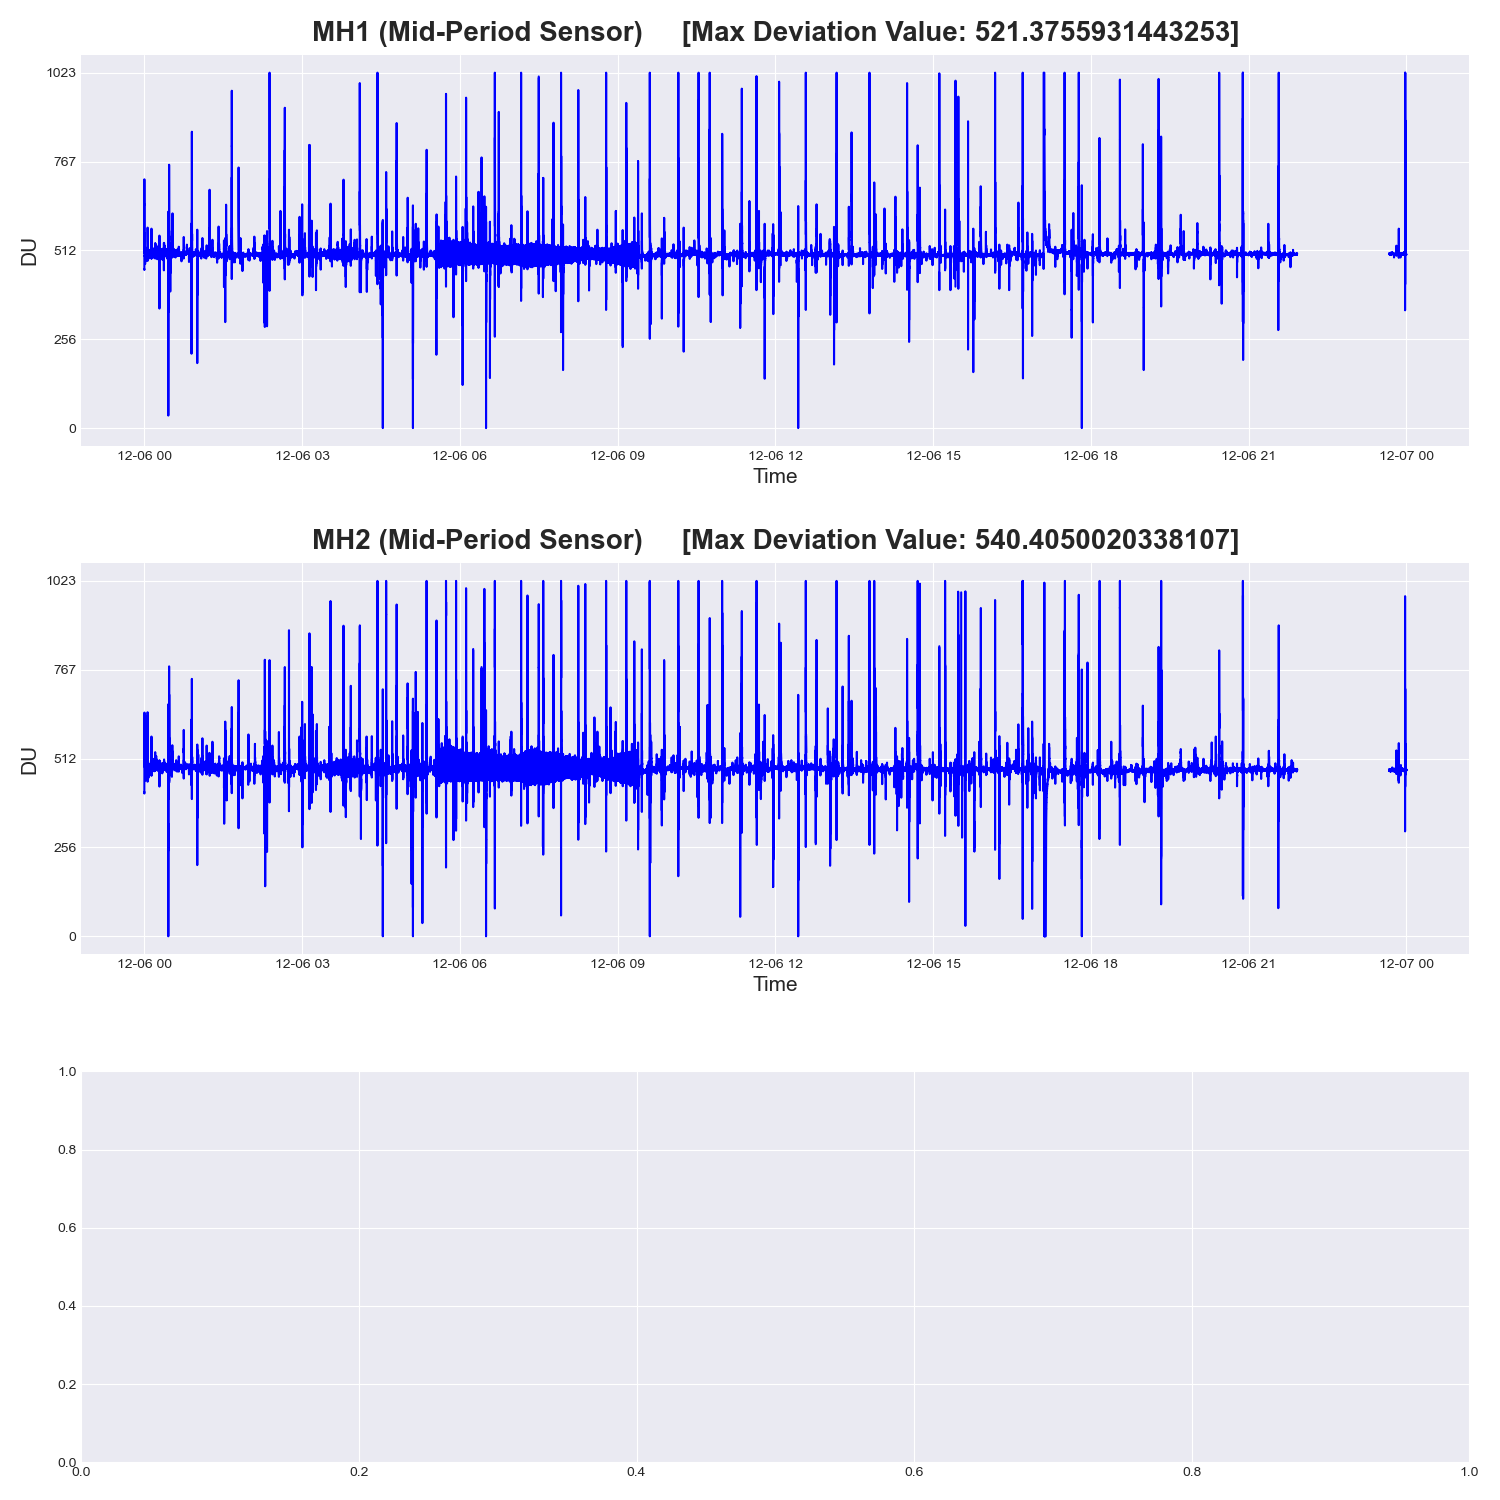 MH1 (Mid-Period Sensor) [Max Deviation Value: 521.3755931443253]
1023
767
512
256
0
DU
12-06 00 12-06 03 12-06 06 12-06 09 12-06 12 12-06 15 12-06 18 12-06 21 12-07 00
Time
MH2 (Mid-Period Sensor) [Max Deviation Value: 540.4050020338107]
1023
767
512
256
0
DU
12-06 00 12-06 03 12-06 06 12-06 09 12-06 12 12-06 15 12-06 18 12-06 21 12-07 00
Time
1.0
0.8
0.6
0.4
0.2
0.0
0.0 0.2 0.4 0.6 0.8 1.0